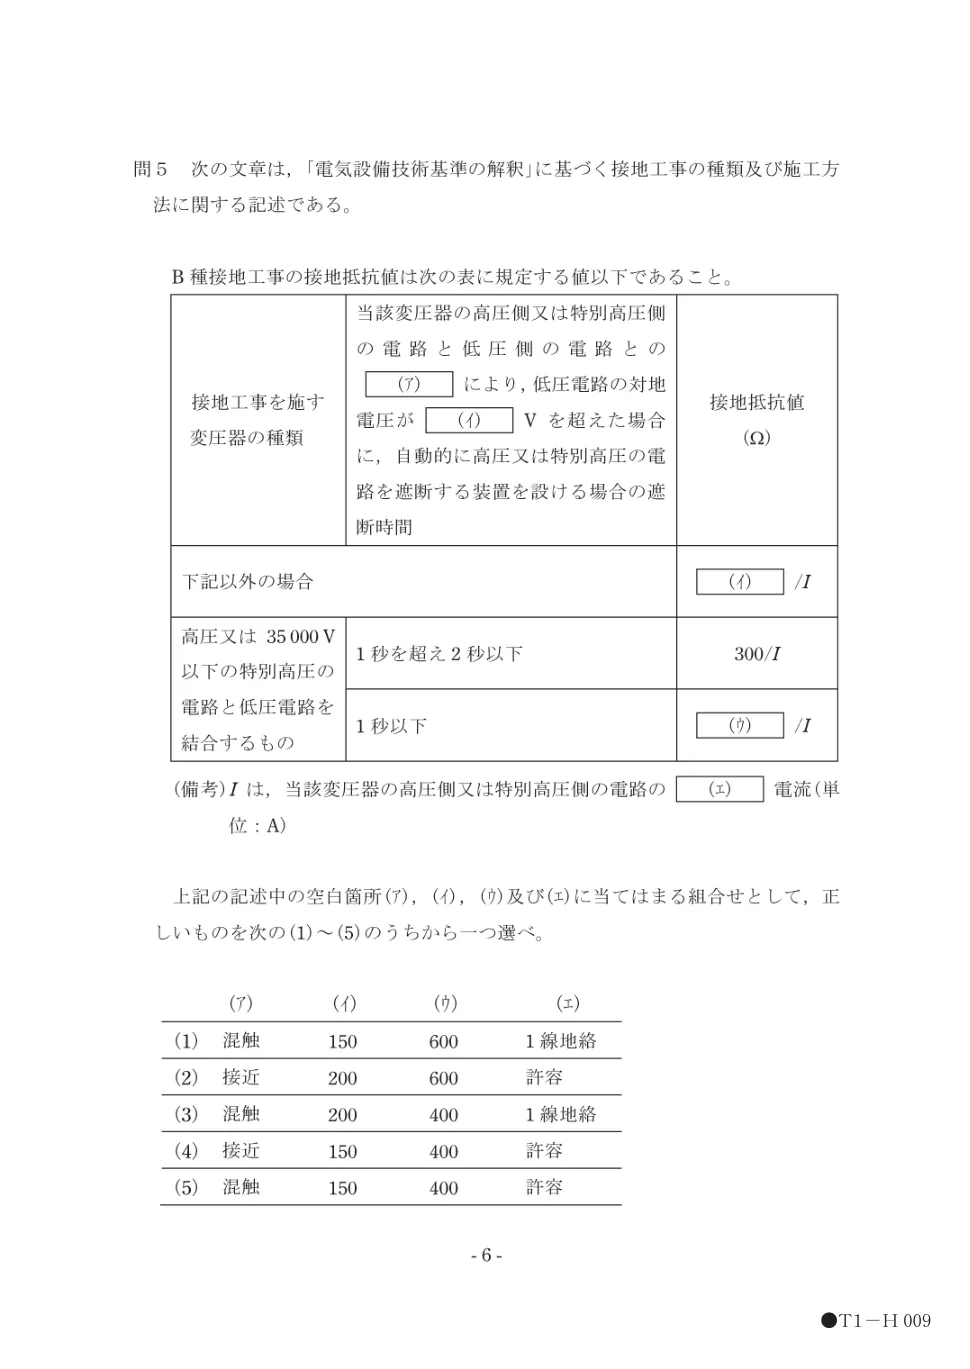 問５　次の文章は，「電気設備技術基準の解釈」に基づく接地工事の種類及び施工方
法に関する記述である。
B 種接地工事の接地抵抗値は次の表に規定する値以下であること。
接地工事を施す
変圧器の種類
当該変圧器の高圧側又は特別高圧側
の電路と低圧側の電路との
(ｱ) により，低圧電路の対地
電圧が (ｲ) V を超えた場合
に，自動的に高圧又は特別高圧の電
路を遮断する装置を設ける場合の遮
断時間
接地抵抗値
(Ω)
下記以外の場合 (ｲ) /I
高圧又は 35 000 V
以下の特別高圧の
電路と低圧電路を
結合するもの
1 秒を超え 2 秒以下 300/I
1 秒以下 (ｳ) /I
(備考) I は，当該変圧器の高圧側又は特別高圧側の電路の (ｴ) 電流(単
位：A)
上記の記述中の空白箇所(ｱ)，(ｲ)，(ｳ)及び(ｴ)に当てはまる組合せとして，正
しいものを次の(1)～(5)のうちから一つ選べ。
(ｱ) (ｲ) (ｳ) (ｴ)
(1) 混触 150 600 1 線地絡
(2) 接近 200 600 許容
(3) 混触 200 400 1 線地絡
(4) 接近 150 400 許容
(5) 混触 150 400 許容
- 6 -
●T1－H 009